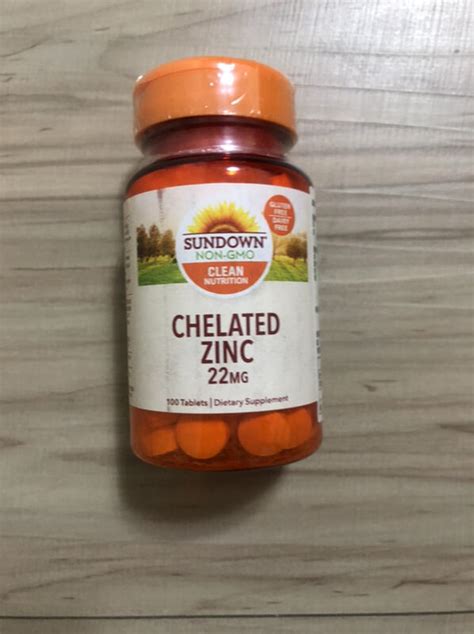 GLUTEN
FREE
DAIRY
FREE
SUNDOWN
NON-GMO
CLEAN
NUTRITION
CHELATED
ZINC
22MG
100 Tablets | Dietary Supplement